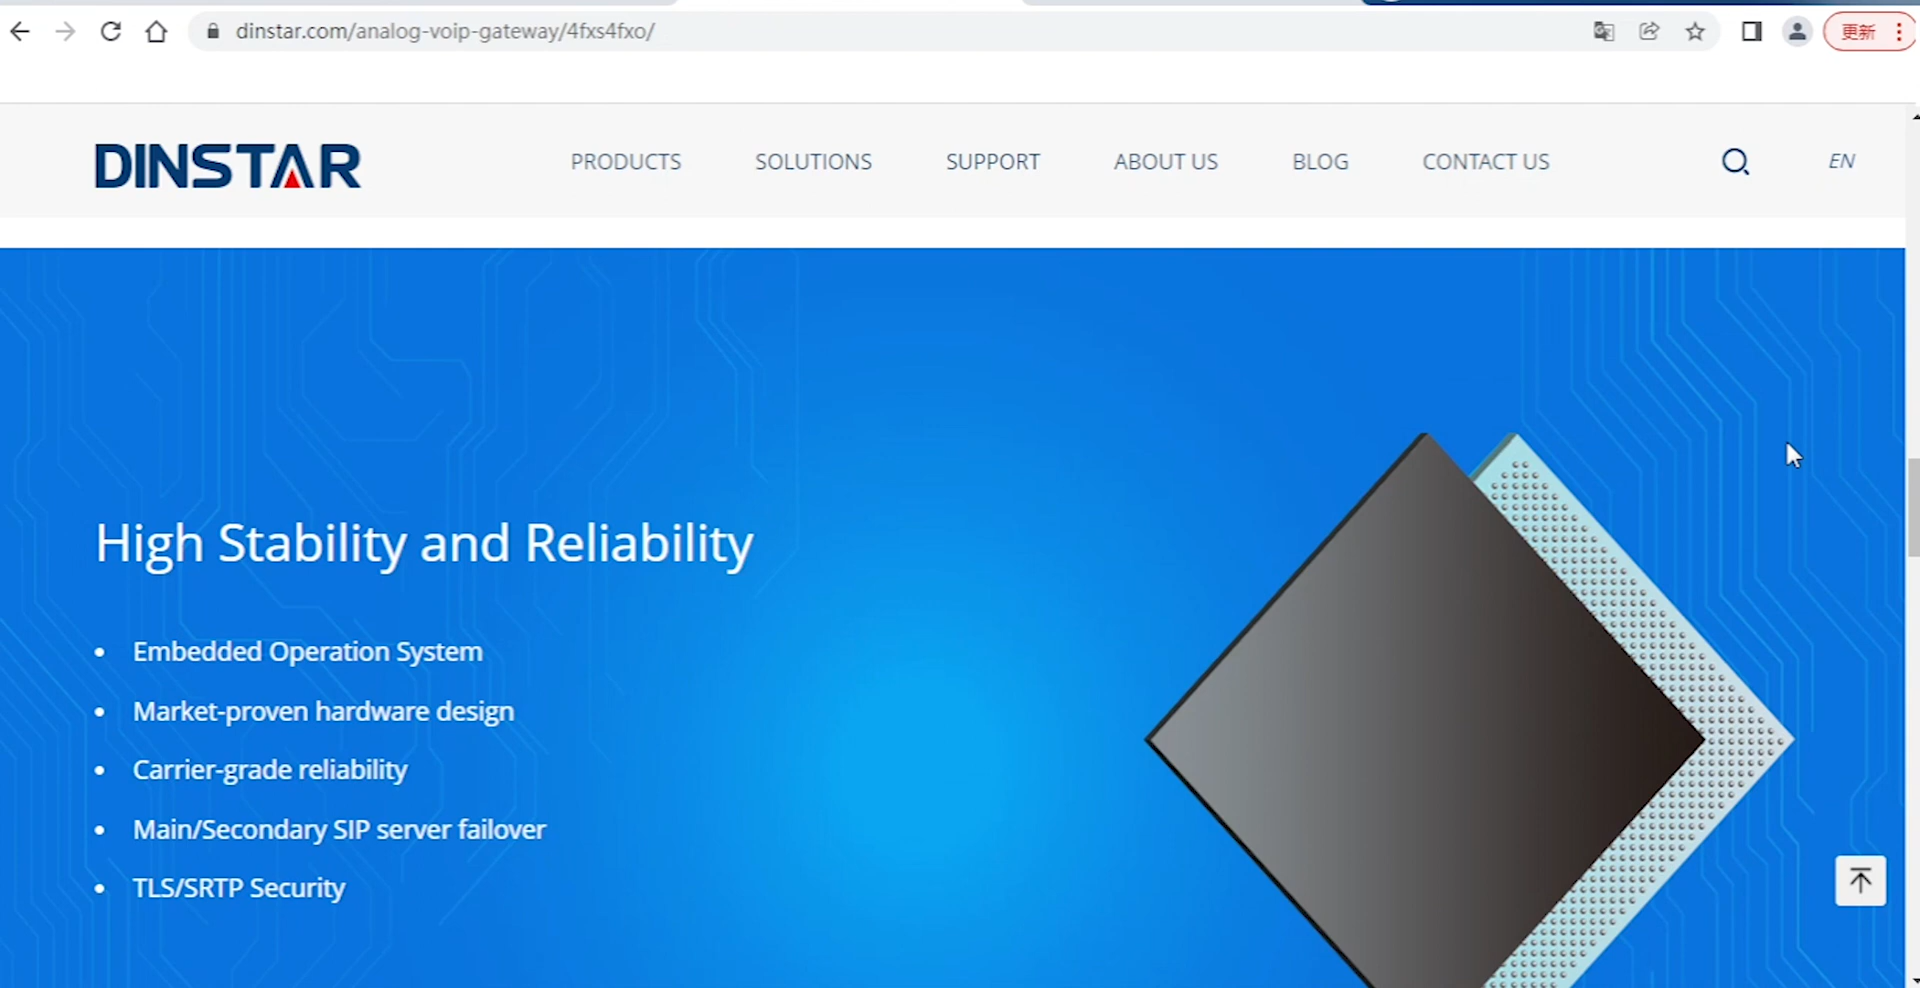 dinstar.com/analog-voip-gateway/4fxs4fxo/
更新
DINSTAR
PRODUCTS SOLUTIONS SUPPORT ABOUT US BLOG CONTACT US EN
High Stability and Reliability
• Embedded Operation System
• Market-proven hardware design
• Carrier-grade reliability
• Main/Secondary SIP server failover
• TLS/SRTP Security